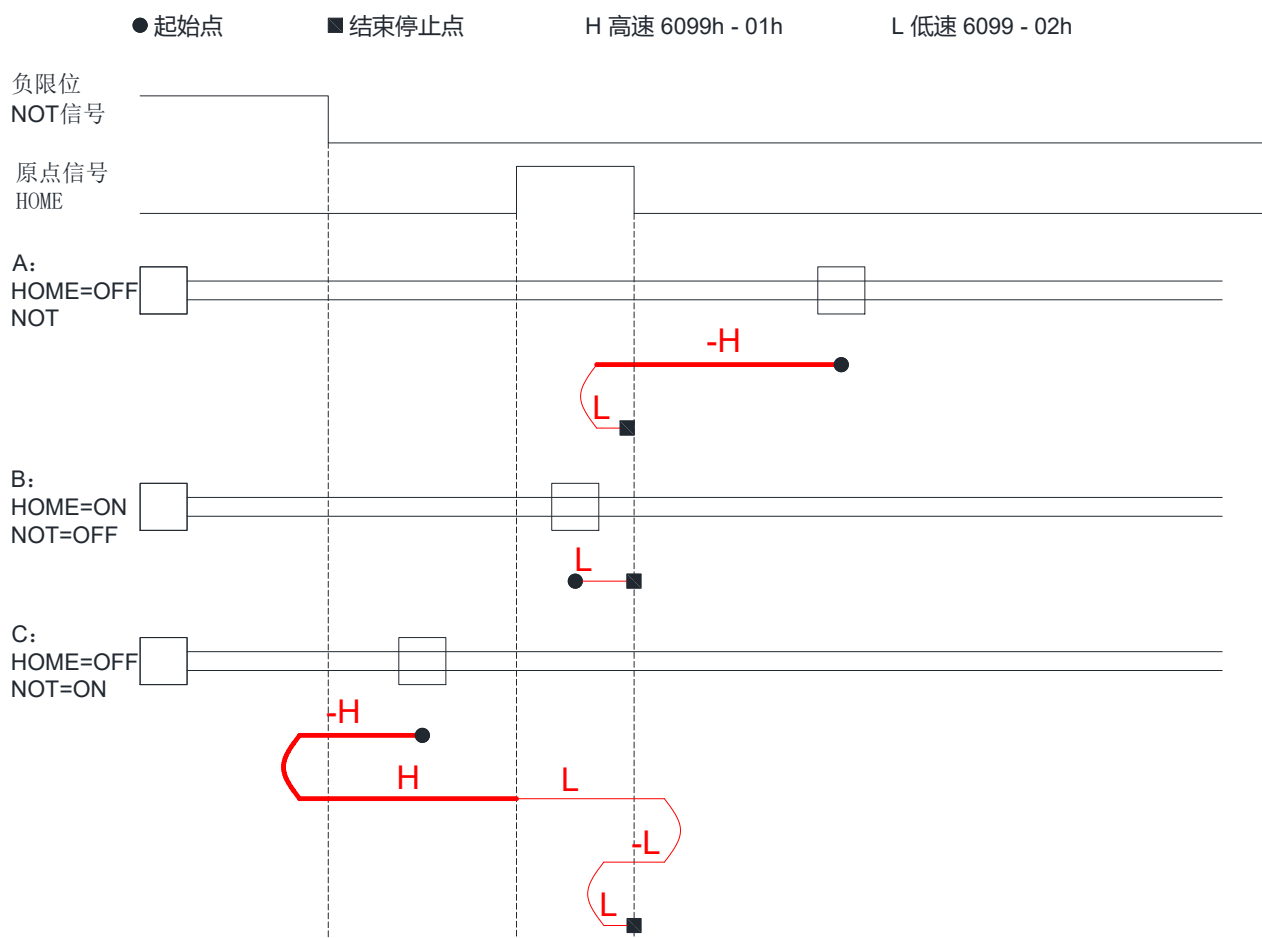 起始点 结束停止点 H 高速 6099h - 01h L 低速 6099 - 02h
负限位
NOT信号
原点信号
HOME
A：
HOME=OFF
NOT
-H
L
B：
HOME=ON
NOT=OFF
L
C：
HOME=OFF
NOT=ON
-H
H L
-L
L